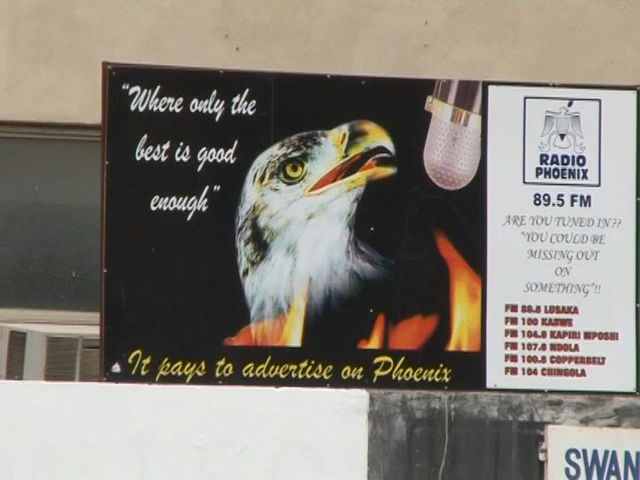 "Where only the
best is good
enough"
It pays to advertise on Phoenix
RADIO
PHOENIX
89.5 FM
ARE YOU TUNED IN??
"YOU COULD BE
MISSING OUT
ON
SOMETHING"!!
FM 89.5 LUSAKA
FM 100 KABWE
FM 104.9 KAPIRI MPOSHI
FM 107.8 NDOLA
FM 100.5 COPPERBELT
FM 104 CHINGOLA
SWAN